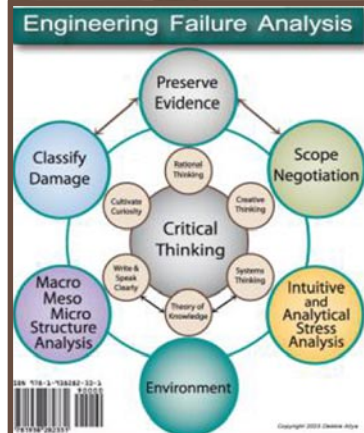 Engineering Failure Analysis
Preserve
Evidence
Classify
Damage
Scope
Negotiation
Rational
Thinking
Cultivate
Curiosity
Creative
Thinking
Critical
Thinking
Write &
Speak
Clearly
Systems
Thinking
Theory of
Knowledge
Macro
Meso
Micro
Structure
Analysis
Intuitive
and
Analytical
Stress
Analysis
Environment
90000